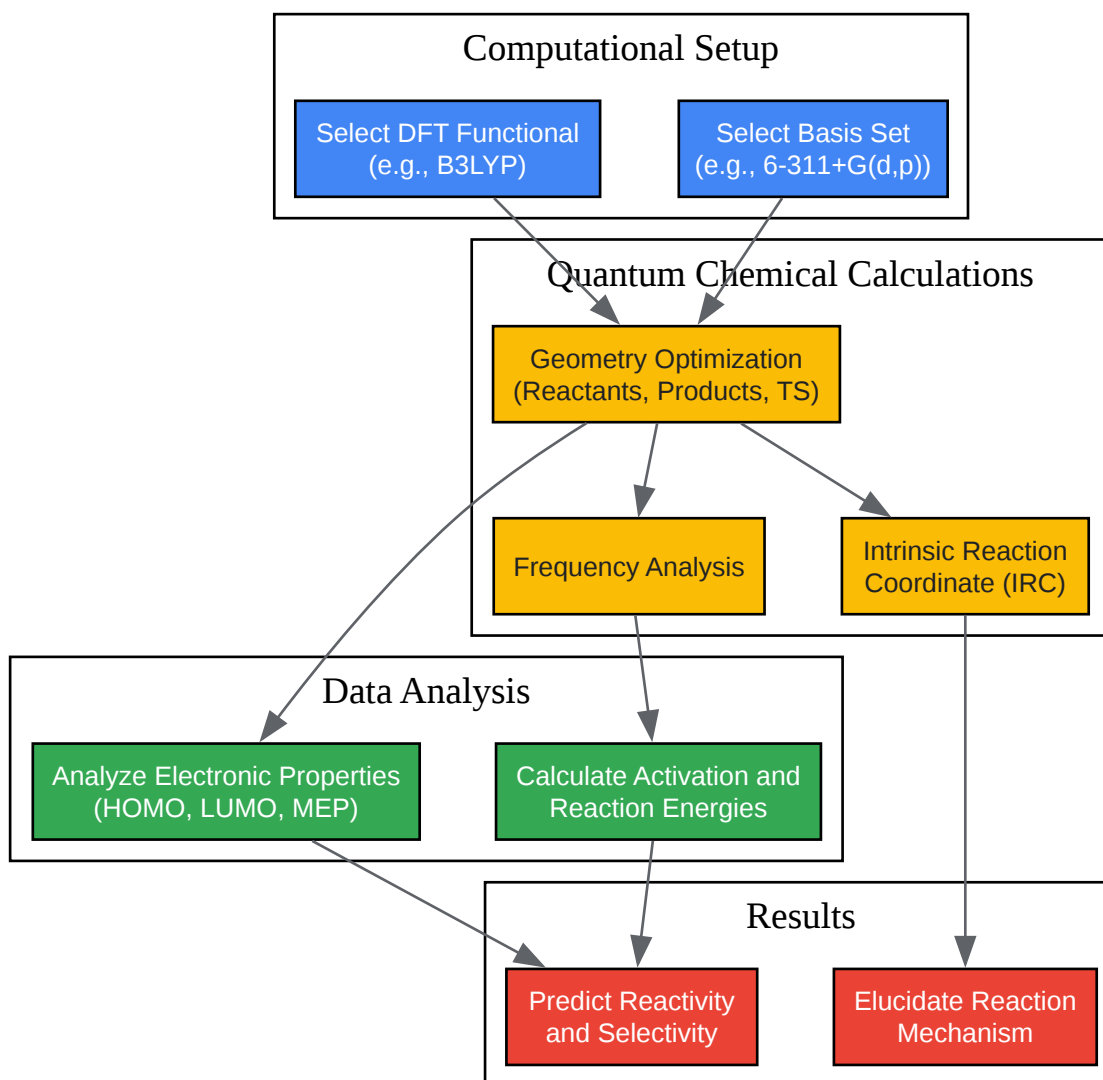 Computational Setup
Select DFT Functional
(e.g., B3LYP)
Select Basis Set
(e.g., 6-311+G(d,p))
Quantum Chemical Calculations
Geometry Optimization
(Reactants, Products, TS)
Frequency Analysis
Intrinsic Reaction
Coordinate (IRC)
Data Analysis
Analyze Electronic Properties
(HOMO, LUMO, MEP)
Calculate Activation and
Reaction Energies
Results
Predict Reactivity
and Selectivity
Elucidate Reaction
Mechanism